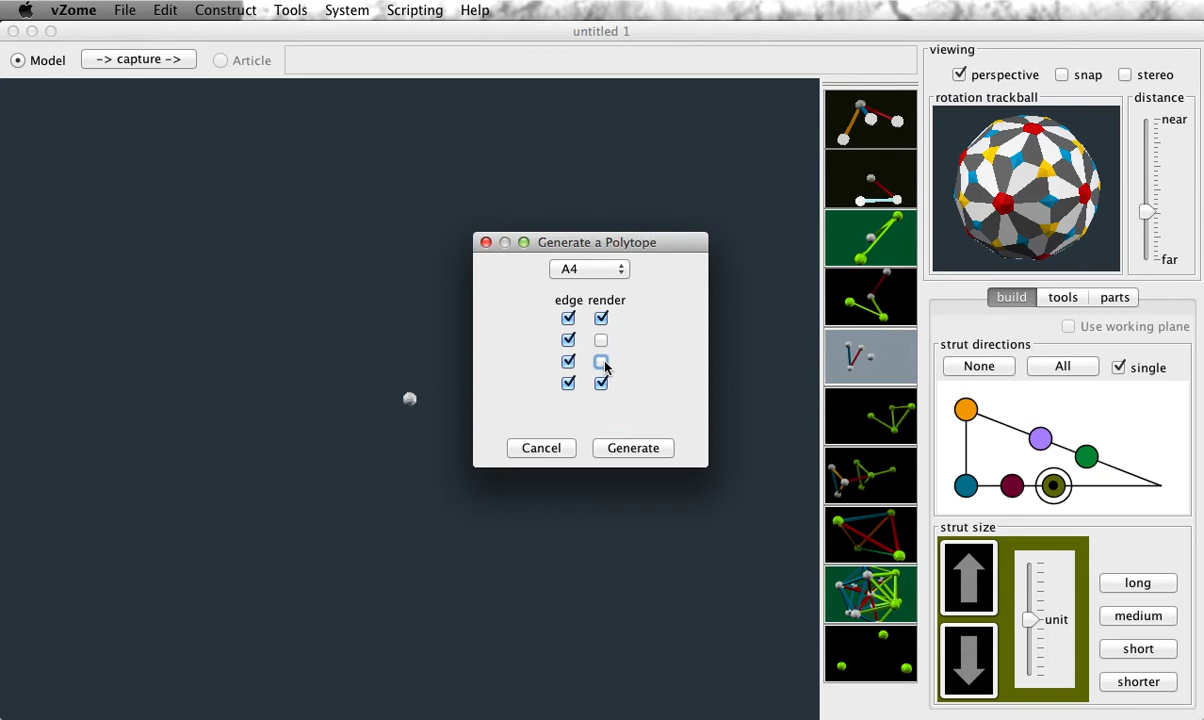 vZome File Edit Construct Tools System Scripting Help
untitled 1
Model -> capture -> Article
viewing
perspective snap stereo
rotation trackball distance
near
far
Generate a Polytope
A4
edge render
Cancel Generate
build tools parts
Use working plane
strut directions
None All single
strut size
unit
long
medium
short
shorter